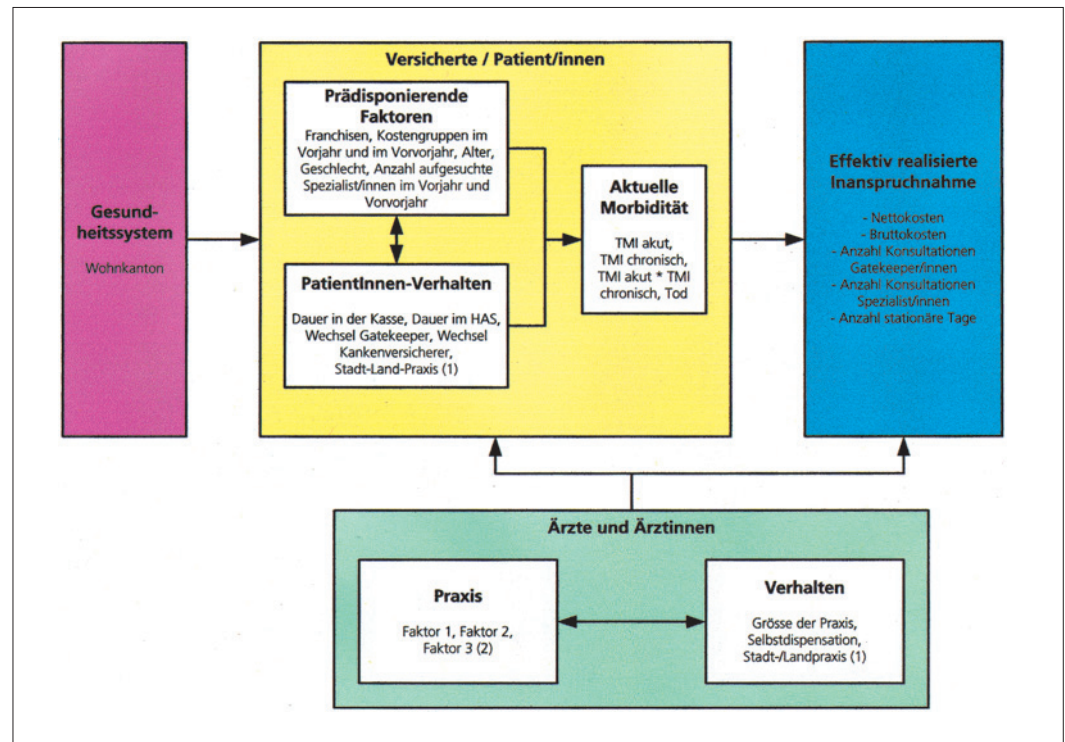 Gesund-
heitssystem
Wohnkanton
Versicherte / Patient/innen
Prädisponierende
Faktoren
Franchisen, Kostengruppen im
Vorjahr und im Vorvorjahr, Alter,
Geschlecht, Anzahl aufgesuchte
Spezialist/innen im Vorjahr und
Vorvorjahr
PatientInnen-Verhalten
Dauer in der Kasse, Dauer im HAS,
Wechsel Gatekeeper, Wechsel
Kankenversicherer,
Stadt-Land-Praxis (1)
Aktuelle
Morbidität
TMI akut,
TMI chronisch,
TMI akut * TMI
chronisch, Tod
Effektiv realisierte
Inanspruchnahme
- Nettokosten
- Bruttokosten
- Anzahl Konsultationen
Gatekeeper/innen
- Anzahl Konsultationen
Spezialist/innen
- Anzahl stationäre Tage
Ärzte und Ärztinnen
Praxis
Faktor 1, Faktor 2,
Faktor 3 (2)
Verhalten
Grösse der Praxis,
Selbstdispensation,
Stadt-/Landpraxis (1)